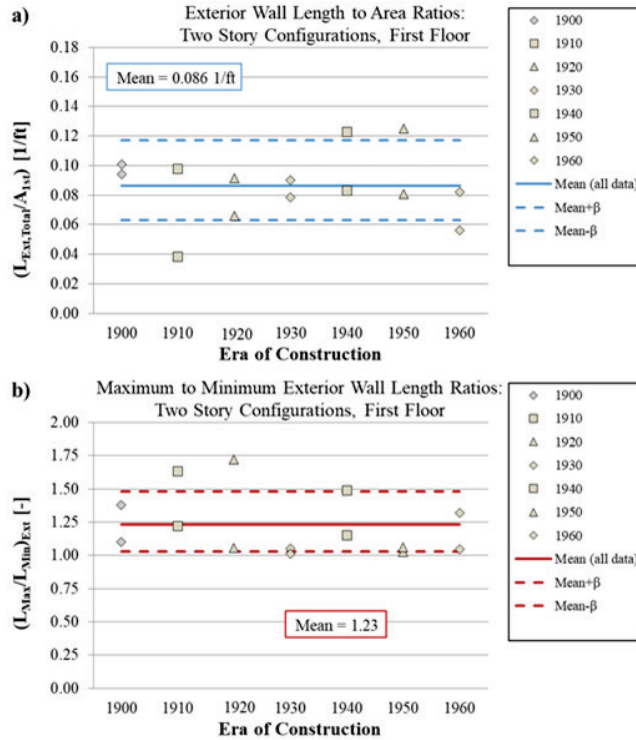 a)
Exterior Wall Length to Area Ratios:
Two Story Configurations, First Floor
(L_Ext,Total/A_1st) [1/ft]
0.18
0.16
0.14
0.12
0.10
0.08
0.06
0.04
0.02
0.00
Mean = 0.086 1/ft
1900 1910 1920 1930 1940 1950 1960
Era of Construction
1900
1910
1920
1930
1940
1950
1960
Mean (all data)
Mean+β
Mean-β
b)
Maximum to Minimum Exterior Wall Length Ratios:
Two Story Configurations, First Floor
(L_Max/L_Min)_Ext [-]
2.00
1.75
1.50
1.25
1.00
0.75
0.50
0.25
0.00
Mean = 1.23
1900 1910 1920 1930 1940 1950 1960
Era of Construction
1900
1910
1920
1930
1940
1950
1960
Mean (all data)
Mean+β
Mean-β